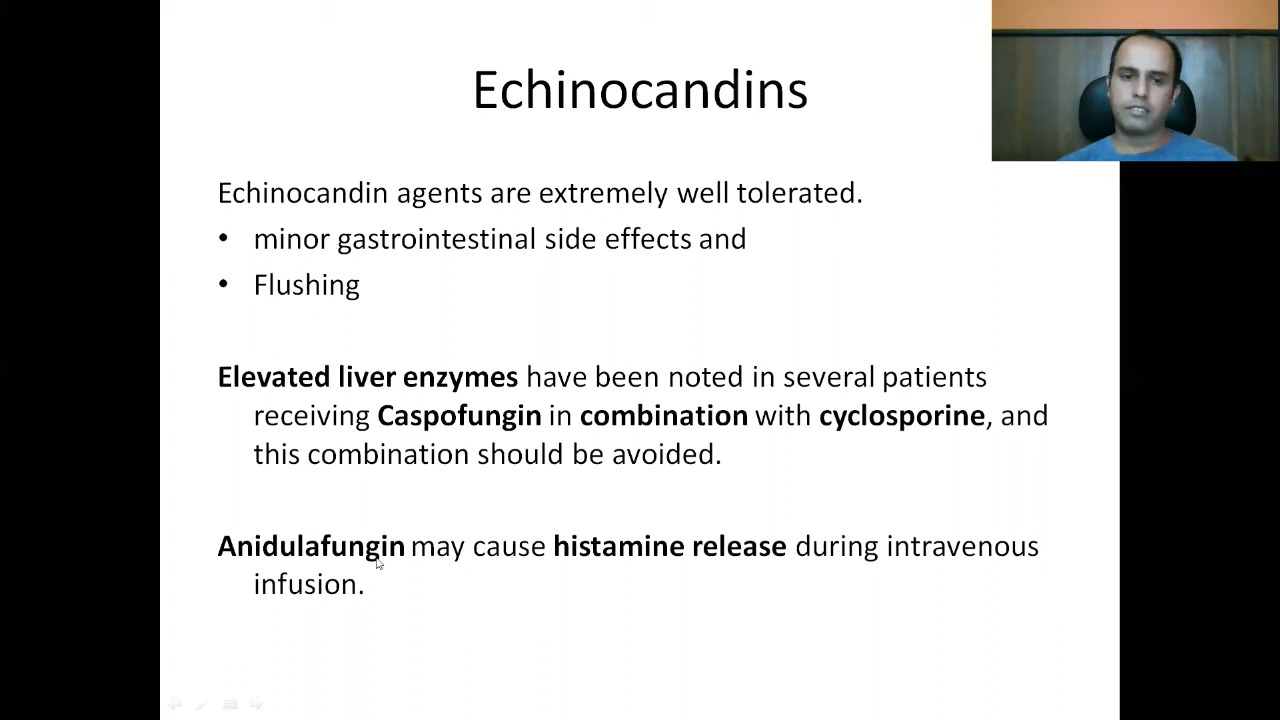 Echinocandins
Echinocandin agents are extremely well tolerated.
• minor gastrointestinal side effects and
• Flushing
Elevated liver enzymes have been noted in several patients
receiving Caspofungin in combination with cyclosporine, and
this combination should be avoided.
Anidulafungin may cause histamine release during intravenous
infusion.